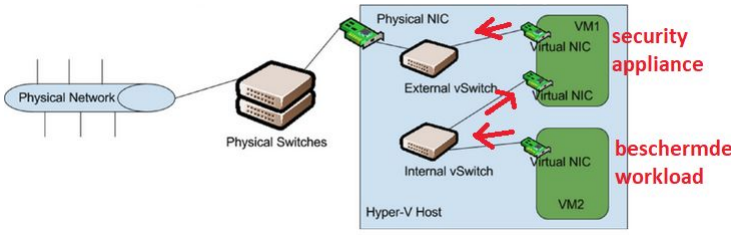 Physical NIC
VM1
security
appliance
Virtual NIC
External vSwitch
Virtual NIC
Physical Network
Physical Switches
beschermde
workload
Virtual NIC
Internal vSwitch
VM2
Hyper-V Host